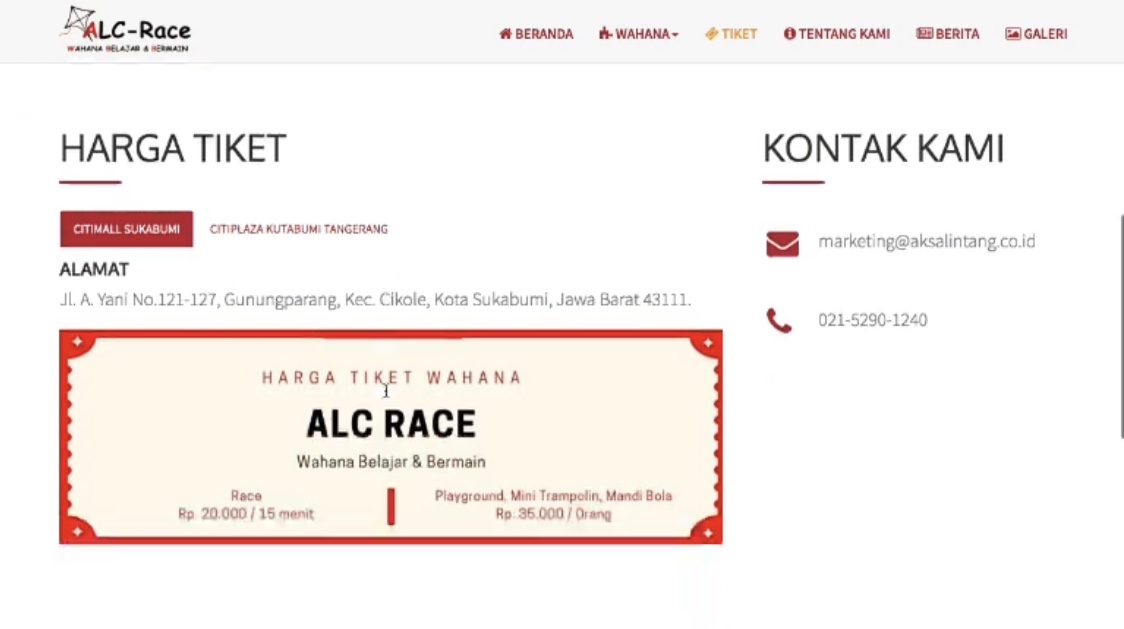 ALC-Race
WAHANA BELAJAR & BERMAIN
BERANDA
WAHANA
TIKET
TENTANG KAMI
BERITA
GALERI
HARGA TIKET
CITIMALL SUKABUMI
CITIPLAZA KUTABUMI TANGERANG
ALAMAT
Jl. A. Yani No.121-127, Gunungparang, Kec. Cikole, Kota Sukabumi, Jawa Barat 43111.
HARGA TIKET WAHANA
ALC RACE
Wahana Belajar & Bermain
Race
Rp. 20.000 / 15 menit
Playground, Mini Trampolin, Mandi Bola
Rp. 35.000 / Orang
KONTAK KAMI
marketing@aksalintang.co.id
021-5290-1240